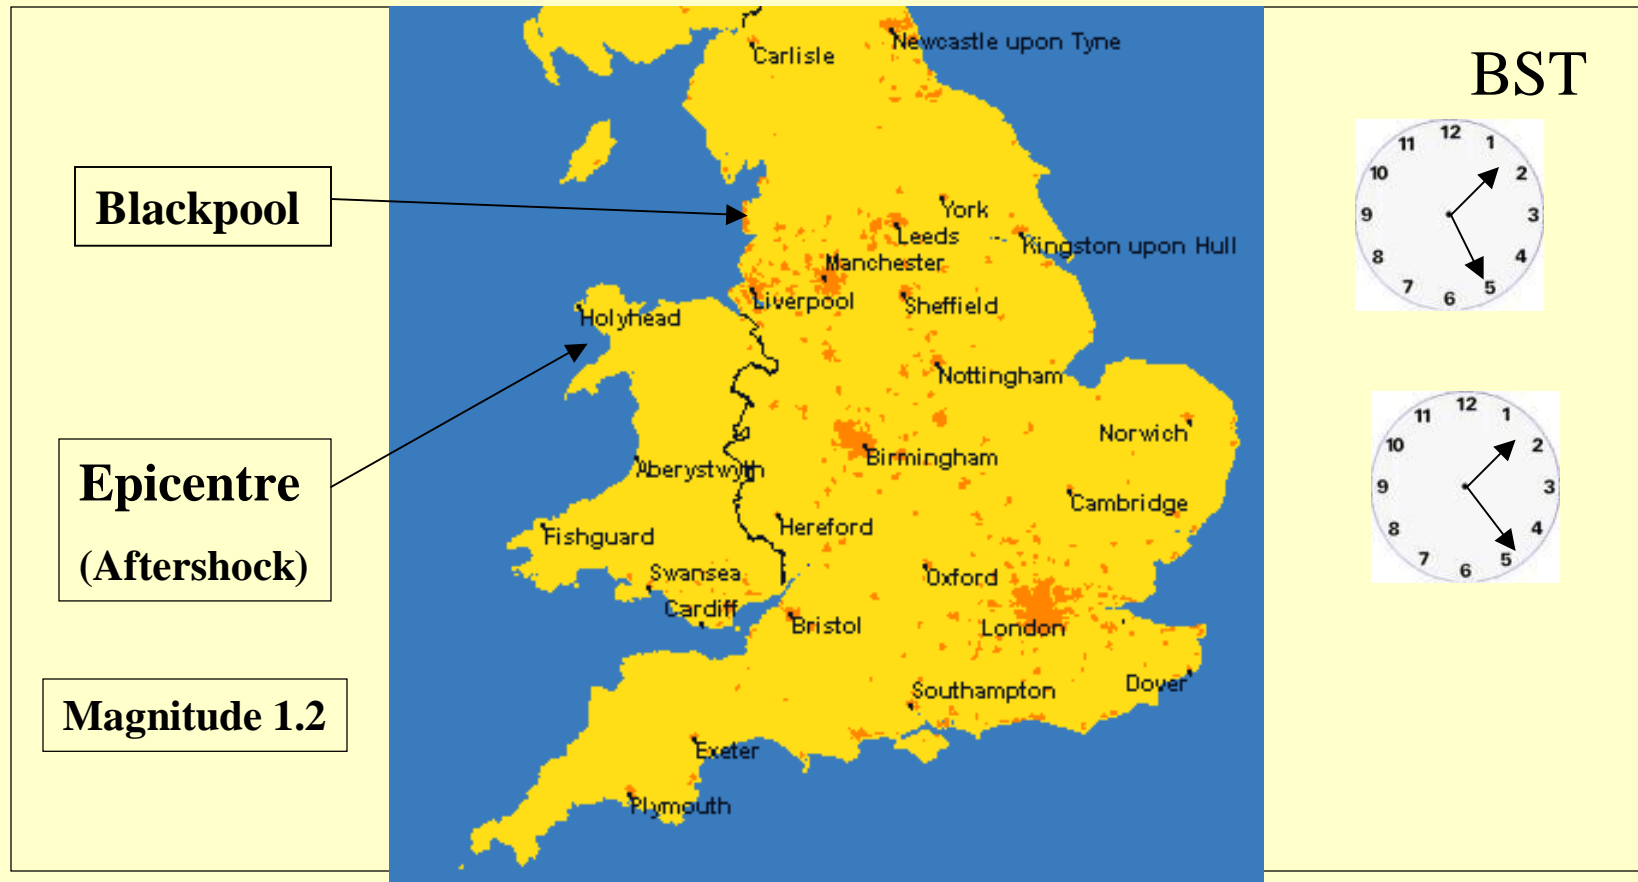 BST
Blackpool
Epicentre
(Aftershock)
Magnitude 1.2
Carlisle
Newcastle upon Tyne
York
Leeds
Kingston upon Hull
Manchester
Liverpool
Sheffield
Holyhead
Nottingham
Norwich
Birmingham
Aberystwyth
Cambridge
Hereford
Fishguard
Swansea
Oxford
Cardiff
Bristol
London
Dover
Southampton
Exeter
Plymouth
12
11
1
10
2
9
3
8
4
7
5
6
12
11
1
10
2
9
3
8
4
7
5
6